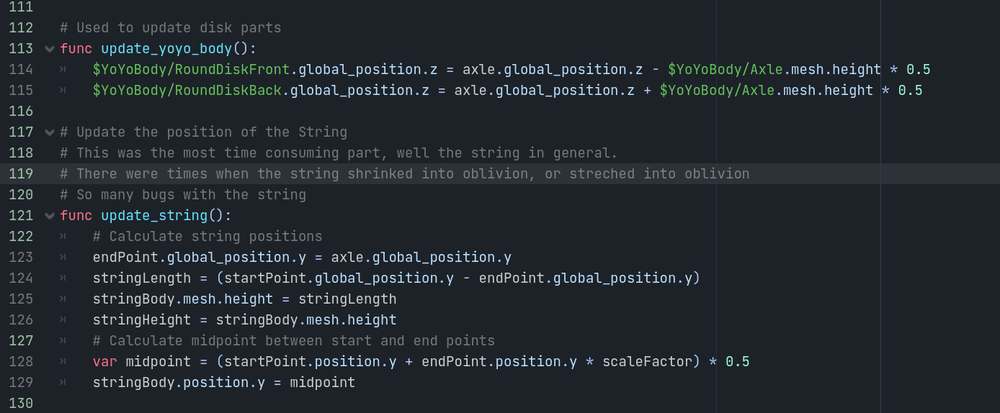 111
112 # Used to update disk parts
113 func update_yoyo_body():
114 $YoYoBody/RoundDiskFront.global_position.z = axle.global_position.z - $YoYoBody/Axle.mesh.height * 0.5
115 $YoYoBody/RoundDiskBack.global_position.z = axle.global_position.z + $YoYoBody/Axle.mesh.height * 0.5
116
117 # Update the position of the String
118 # This was the most time consuming part, well the string in general.
119 # There were times when the string shrinked into oblivion, or streched into oblivion
120 # So many bugs with the string
121 func update_string():
122 # Calculate string positions
123 endPoint.global_position.y = axle.global_position.y
124 stringLength = (startPoint.global_position.y - endPoint.global_position.y)
125 stringBody.mesh.height = stringLength
126 stringHeight = stringBody.mesh.height
127 # Calculate midpoint between start and end points
128 var midpoint = (startPoint.position.y + endPoint.position.y * scaleFactor) * 0.5
129 stringBody.position.y = midpoint
130